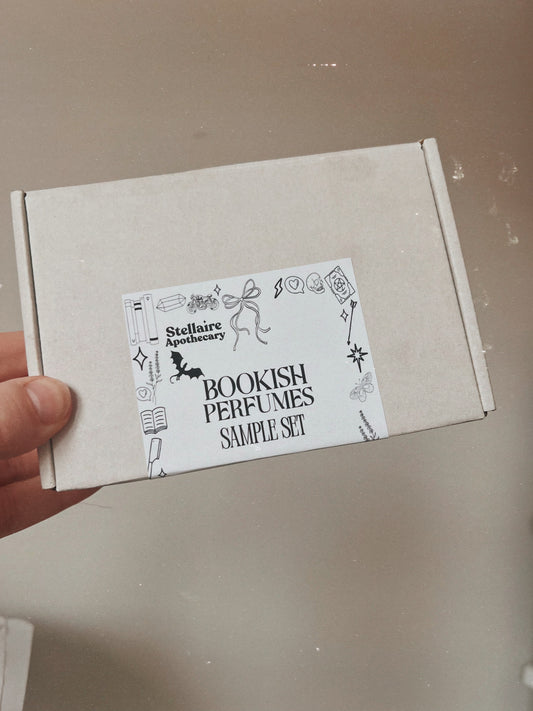 Stellaire
Apothecary
BOOKISH
PERFUMES
SAMPLE SET